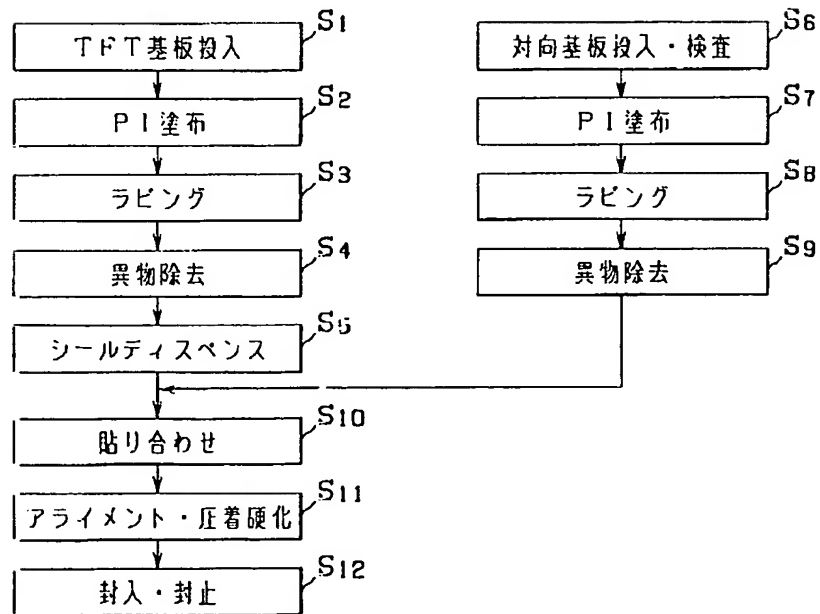 TFT基板投入
S1
PI塗布
S2
ラビング
S3
異物除去
S4
シールディスペンス
S5
対向基板投入・検査
S6
PI塗布
S7
ラビング
S8
異物除去
S9
貼り合わせ
S10
アライメント・圧着硬化
S11
封入・封止
S12